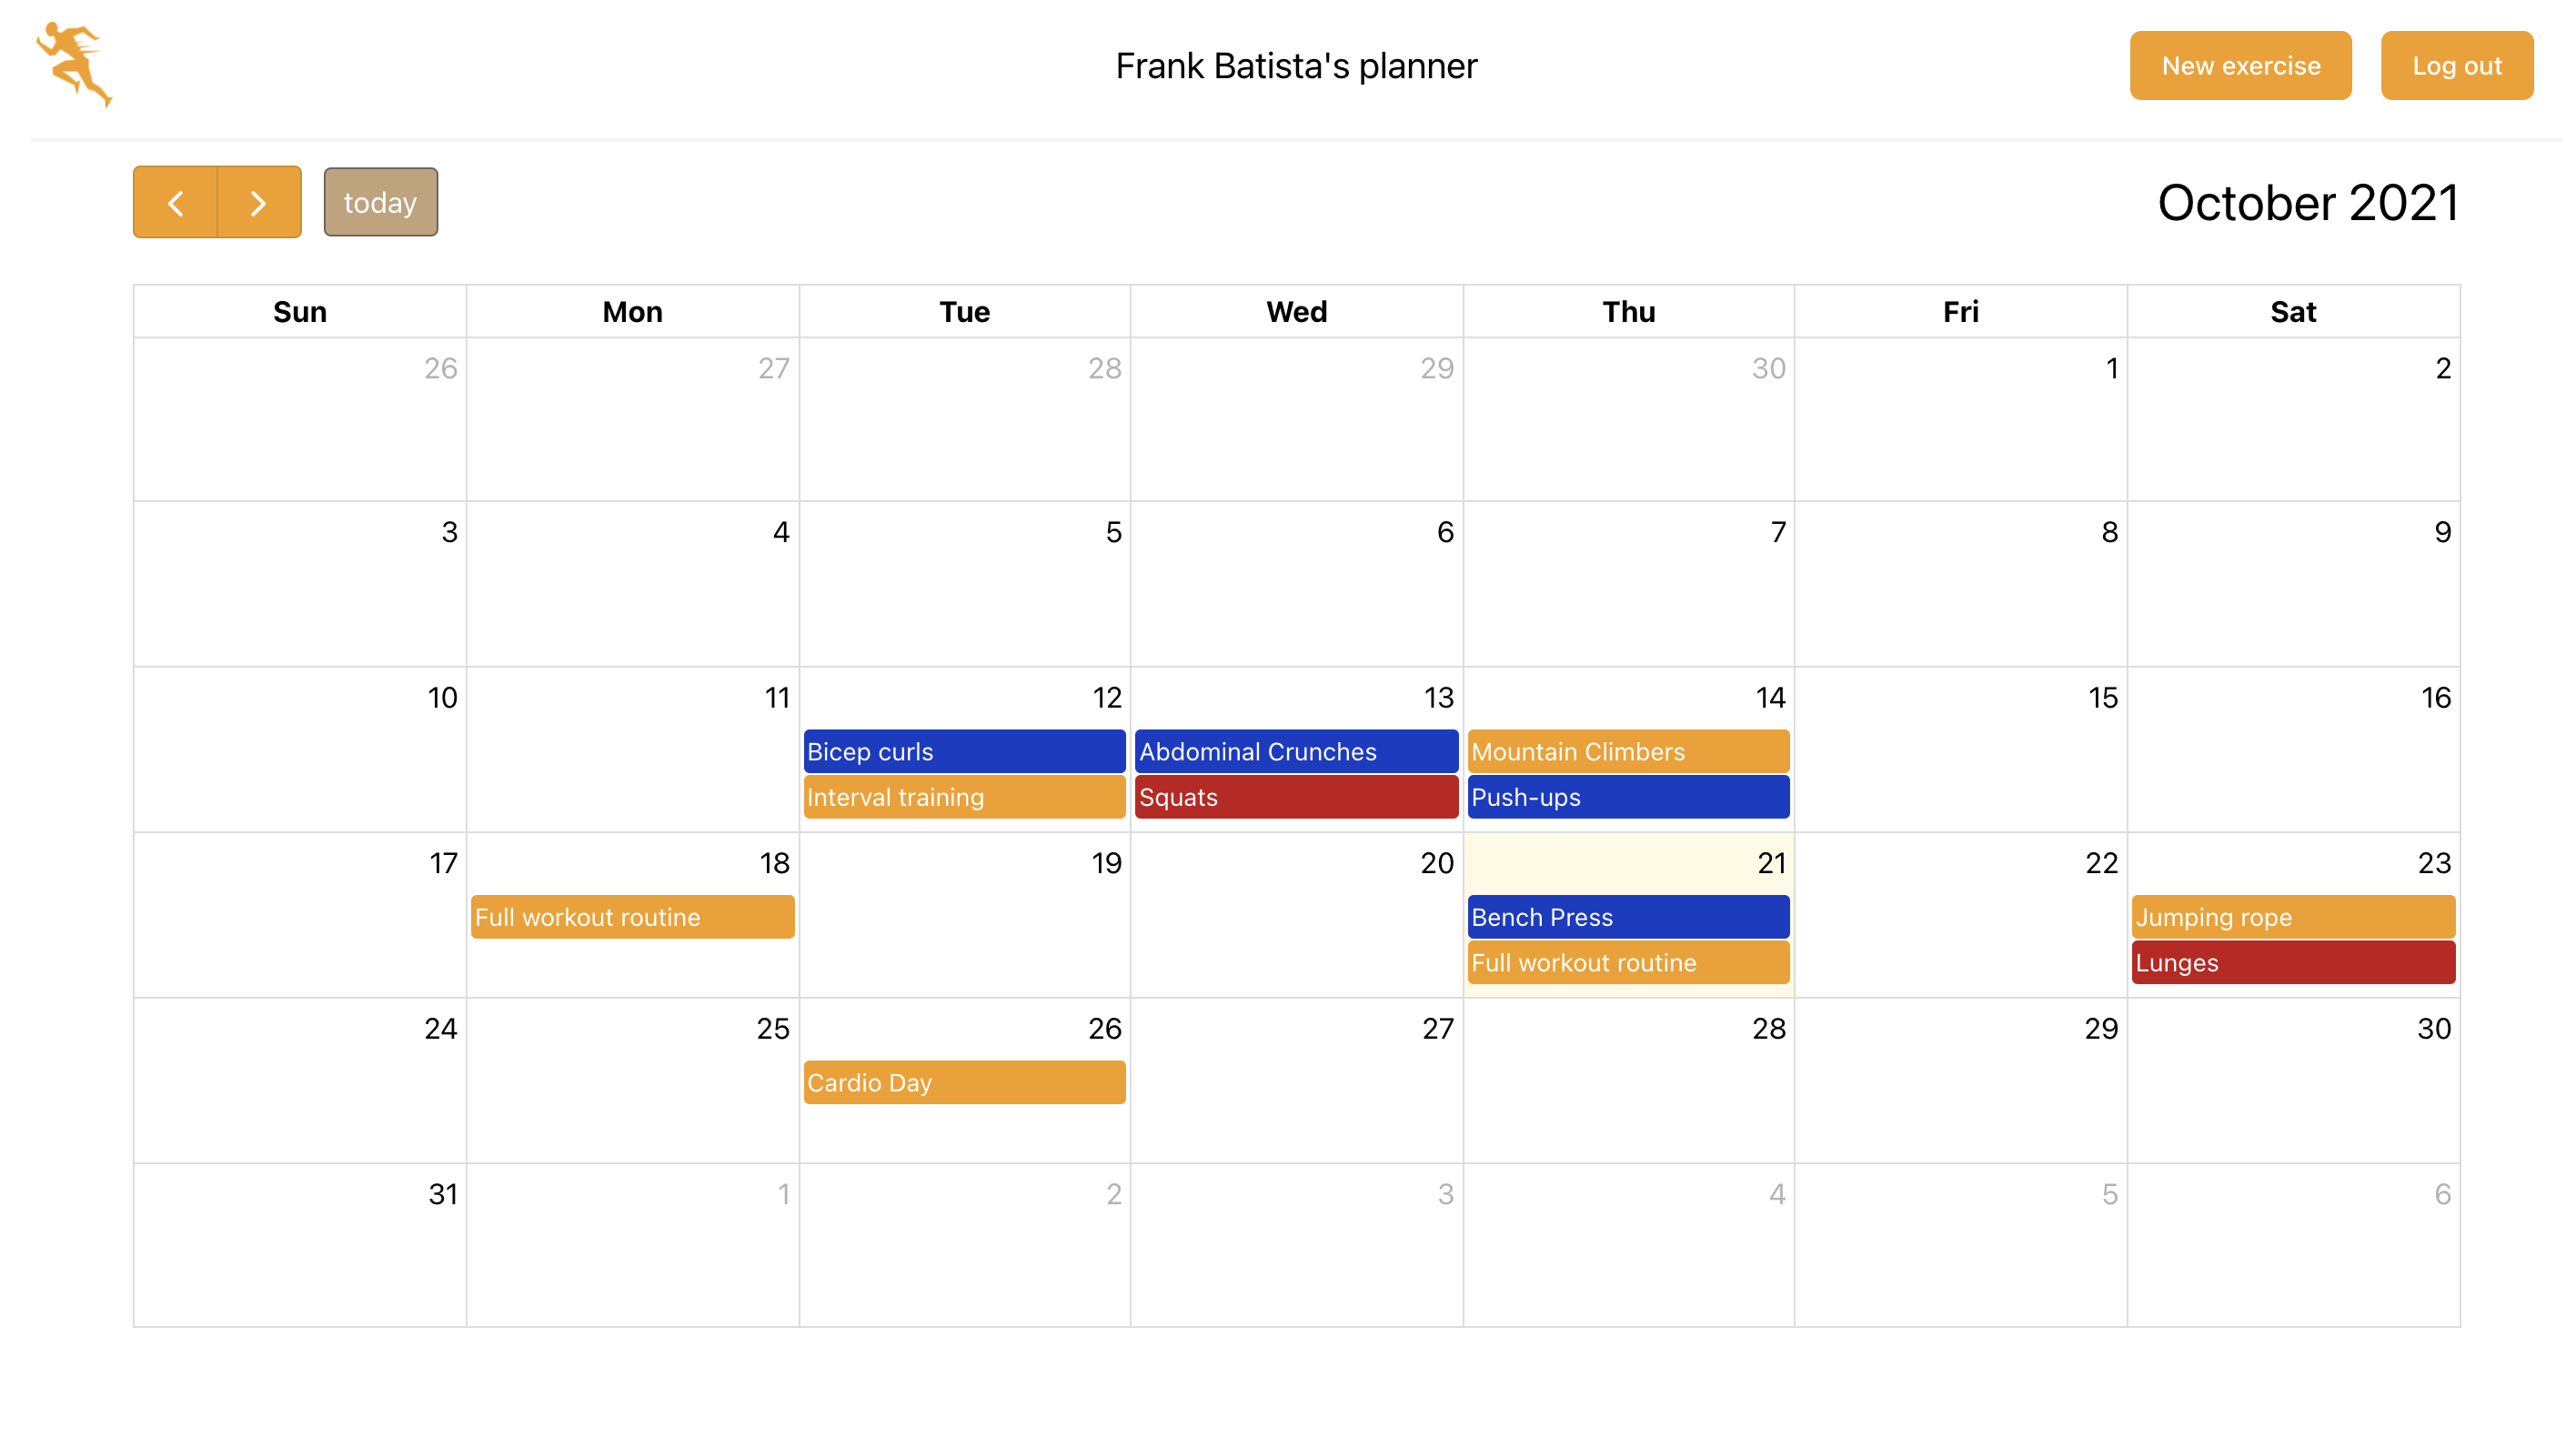 Frank Batista's planner
New exercise
Log out
today
October 2021
Sun Mon Tue Wed Thu Fri Sat
26 27 28 29 30 1 2
3 4 5 6 7 8 9
10 11 12 13 14 15 16
Bicep curls Abdominal Crunches Mountain Climbers
Interval training Squats Push-ups
17 18 19 20 21 22 23
Full workout routine Bench Press Jumping rope
Full workout routine Lunges
24 25 26 27 28 29 30
Cardio Day
31 1 2 3 4 5 6